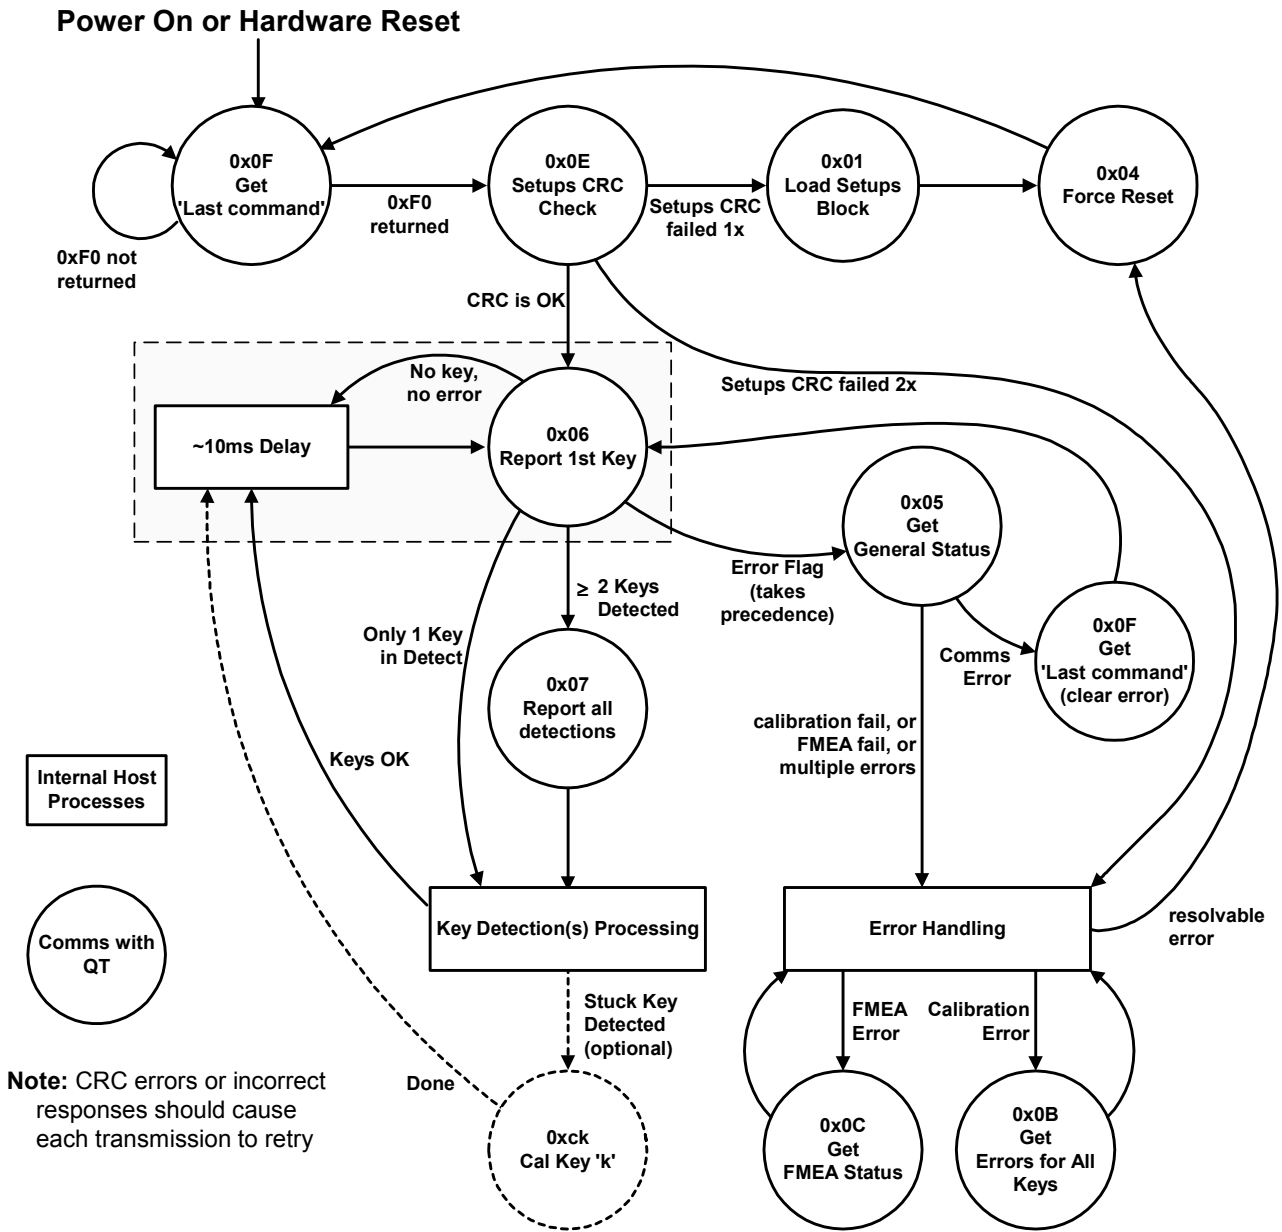 Power On or Hardware Reset
0x0F
Get
'Last command'
0xF0 not
returned
0xF0
returned
0x0E
Setups CRC
Check
Setups CRC
failed 1x
0x01
Load Setups
Block
0x04
Force Reset
CRC is OK
Setups CRC failed 2x
No key,
no error
~10ms Delay
0x06
Report 1st Key
0x05
Get
General Status
Error Flag
(takes
precedence)
≥ 2 Keys
Detected
Only 1 Key
in Detect
0x07
Report all
detections
Comms
Error
0x0F
Get
'Last command'
(clear error)
calibration fail, or
FMEA fail, or
multiple errors
Keys OK
Internal Host
Processes
Comms with
QT
Key Detection(s) Processing
Error Handling
resolvable
error
Stuck Key
Detected
(optional)
FMEA
Error
Calibration
Error
Done
0xck
Cal Key 'k'
0x0C
Get
FMEA Status
0x0B
Get
Errors for All
Keys
Note: CRC errors or incorrect
responses should cause
each transmission to retry